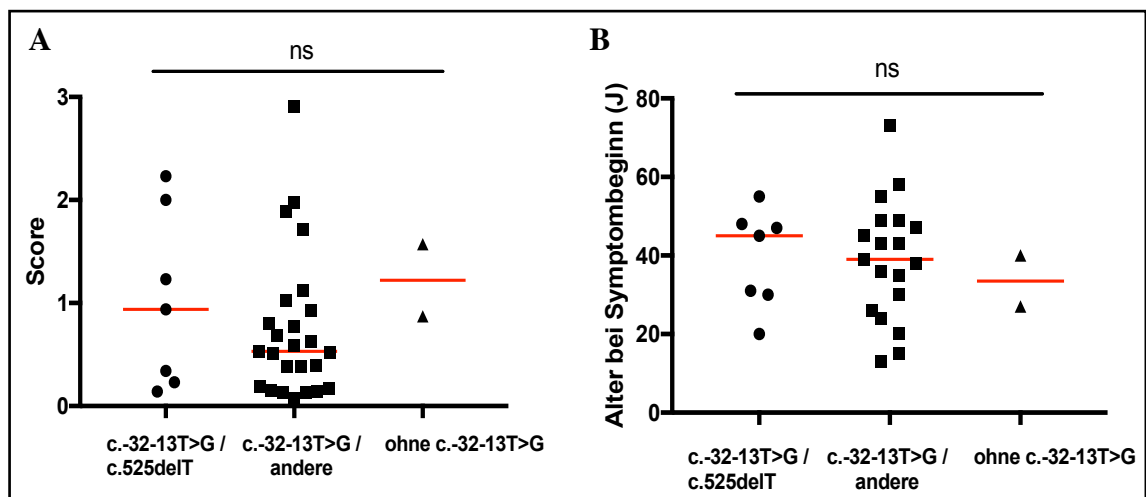 A
ns
3
2
1
0
Score
c.-32-13T>G /
c.525delT
c.-32-13T>G /
andere
ohne c.-32-13T>G
B
ns
80
60
40
20
0
Alter bei Symptombeginn (J)
c.-32-13T>G /
c.525delT
c.-32-13T>G /
andere
ohne c.-32-13T>G